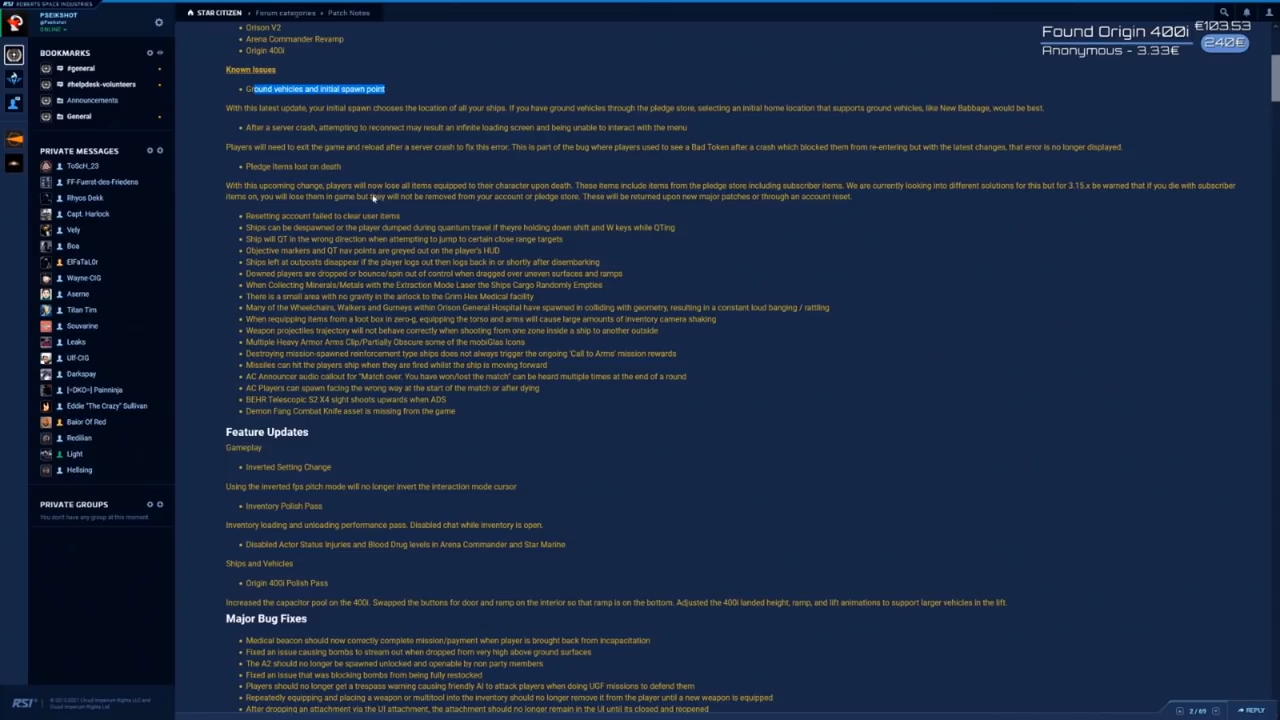 RSI ROBERTS SPACE INDUSTRIES
PSEIKSHOT
@Pseikshot
ONLINE
BOOKMARKS
#general
#helpdesk-volunteers
Announcements
General
PRIVATE MESSAGES
ToScH_23
FF-Fuerst-des-Friedens
Rhyos Dekk
Capt. Harlock
Vely
Boa
ElFaTaL0r
Wayne-CIG
Aserne
Titan Tim
Souvarine
Leaks
Ulf-CIG
Darkspay
[=DKO=] Painninja
Eddie "The Crazy" Sullivan
Baior Of Red
Redilian
Light
Hellsing
PRIVATE GROUPS
You don't have any group at this moment.
RSI
Cloud Imperium Rights LLC and
Cloud Imperium Rights Ltd.
STAR CITIZEN Forum categories Patch Notes
Found Origin 400i €103.53
Anonymous - 3.33€ 240€
Orison V2
Arena Commander Revamp
Origin 400i
Known Issues
Ground vehicles and initial spawn point
With this latest update, your initial spawn chooses the location of all your ships. If you have ground vehicles through the pledge store, selecting an initial home location that supports ground vehicles, like New Babbage, would be best.
After a server crash, attempting to reconnect may result an infinite loading screen and being unable to interact with the menu
Players will need to exit the game and reload after a server crash to fix this error. This is part of the bug where players used to see a Bad Token after a crash which blocked them from re-entering but with the latest changes, that error is no longer displayed.
Pledge items lost on death
With this upcoming change, players will now lose all items equipped to their character upon death. These items include items from the pledge store including subscriber items. We are currently looking into different solutions for this but for 3.15.x be warned that if you die with subscriber
items on, you will lose them in game but they will not be removed from your account or pledge store. These will be returned upon new major patches or through an account reset.
Resetting account failed to clear user items
Ships can be despawned or the player dumped during quantum travel if theyre holding down shift and W keys while QTing
Ship will QT in the wrong direction when attempting to jump to certain close range targets
Objective markers and QT nav points are greyed out on the player's HUD
Ships left at outposts disappear if the player logs out then logs back in or shortly after disembarking
Downed players are dropped or bounce/spin out of control when dragged over uneven surfaces and ramps
When Collecting Minerals/Metals with the Extraction Mode Laser the Ships Cargo Randomly Empties
There is a small area with no gravity in the airlock to the Grim Hex Medical facility
Many of the Wheelchairs, Walkers and Gurneys within Orison General Hospital have spawned in colliding with geometry, resulting in a constant loud banging / rattling
When requipping items from a loot box in zero-g, equipping the torso and arms will cause large amounts of inventory camera shaking
Weapon projectiles trajectory will not behave correctly when shooting from one zone inside a ship to another outside
Multiple Heavy Armor Arms Clip/Partially Obscure some of the mobiGlas Icons
Destroying mission-spawned reinforcement type ships does not always trigger the ongoing 'Call to Arms' mission rewards
Missiles can hit the players ship when they are fired whilst the ship is moving forward
AC Announcer audio callout for "Match over. You have won/lost the match" can be heard multiple times at the end of a round
AC Players can spawn facing the wrong way at the start of the match or after dying
BEHR Telescopic S2 X4 sight shoots upwards when ADS
Demon Fang Combat Knife asset is missing from the game
Feature Updates
Gameplay
Inverted Setting Change
Using the inverted fps pitch mode will no longer invert the interaction mode cursor
Inventory Polish Pass
Inventory loading and unloading performance pass. Disabled chat while inventory is open.
Disabled Actor Status Injuries and Blood Drug levels in Arena Commander and Star Marine
Ships and Vehicles
Origin 400i Polish Pass
Increased the capacitor pool on the 400i. Swapped the buttons for door and ramp on the interior so that ramp is on the bottom. Adjusted the 400i landed height, ramp, and lift animations to support larger vehicles in the lift.
Major Bug Fixes
Medical beacon should now correctly complete mission/payment when player is brought back from incapacitation
Fixed an issue causing bombs to stream out when dropped from very high above ground surfaces
The A2 should no longer be spawned unlocked and openable by non party members
Fixed an issue that was blocking bombs from being fully restocked
Players should no longer get a trespass warning causing friendly AI to attack players when doing UGF missions to defend them
Repeatedly equipping and placing a weapon or multitool into the inventory should no longer remove it from the player until a new weapon is equipped
After dropping an attachment via the UI attachment, the attachment should no longer remain in the UI until its closed and reopened
2 / 69 REPLY